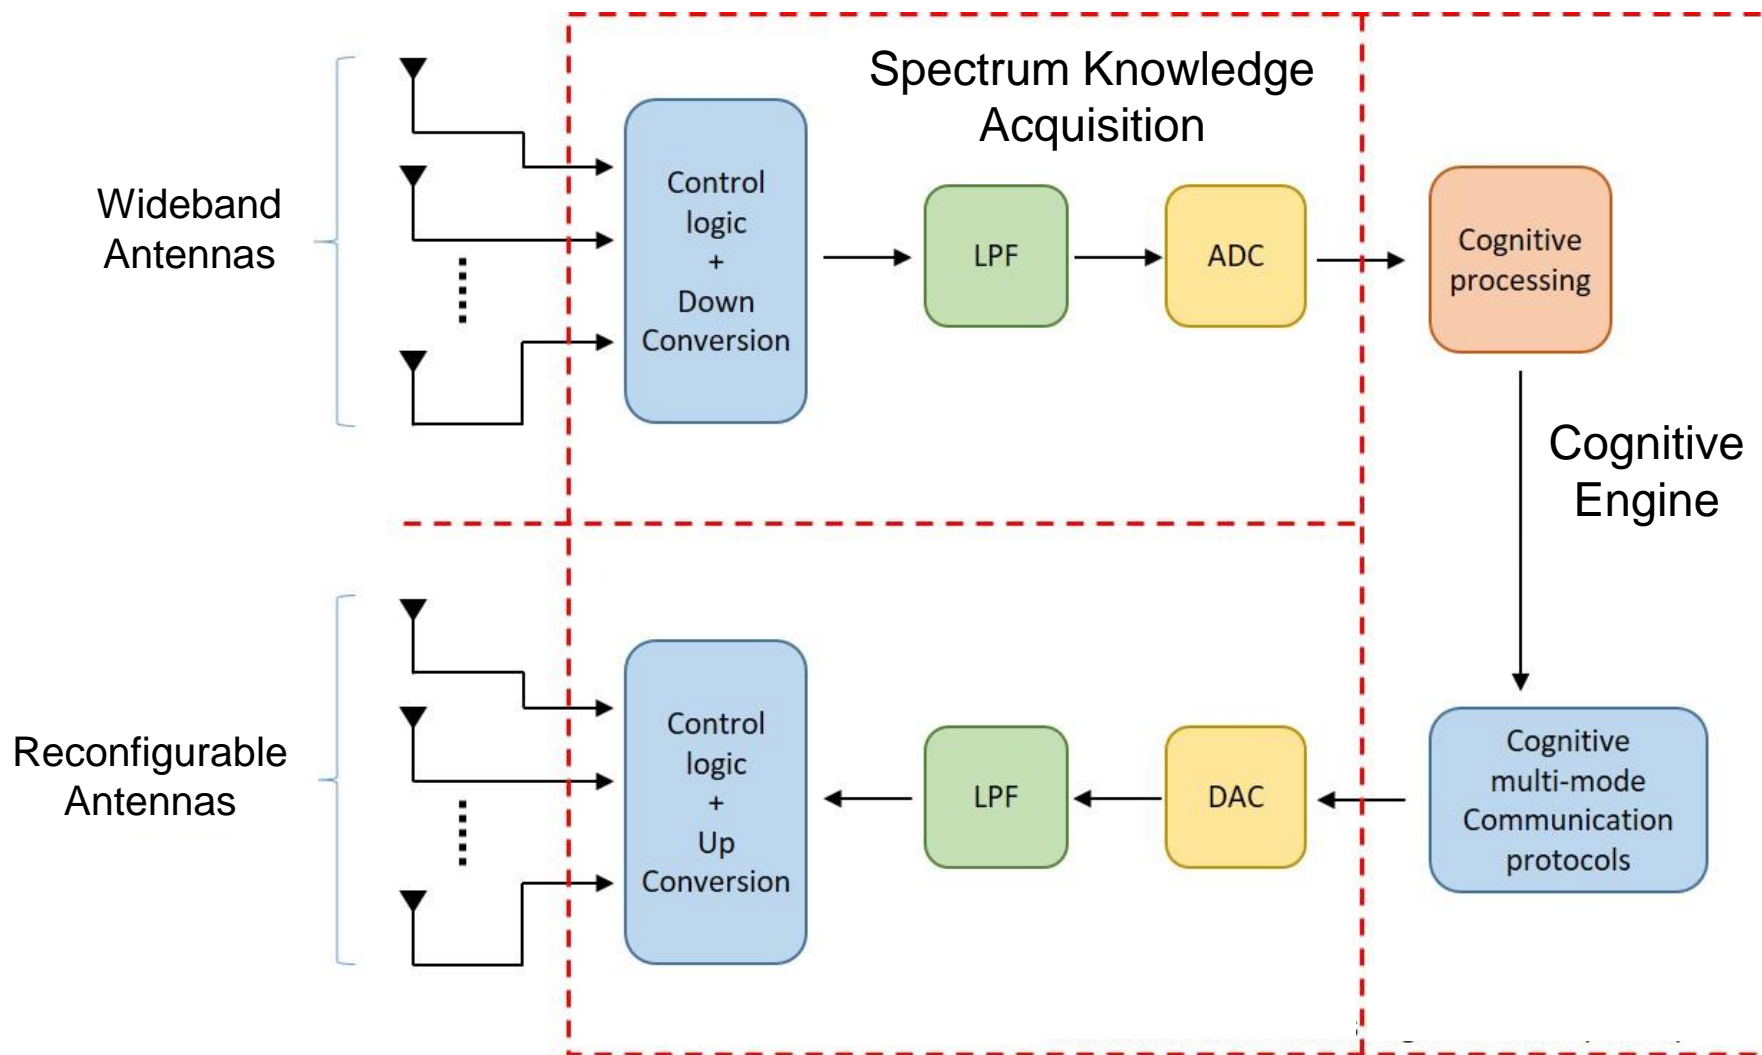 Spectrum Knowledge
Acquisition
Wideband
Antennas
Control
logic
+
Down
Conversion
LPF
ADC
Cognitive
processing
Cognitive
Engine
Reconfigurable
Antennas
Control
logic
+
Up
Conversion
LPF
DAC
Cognitive
multi-mode
Communication
protocols